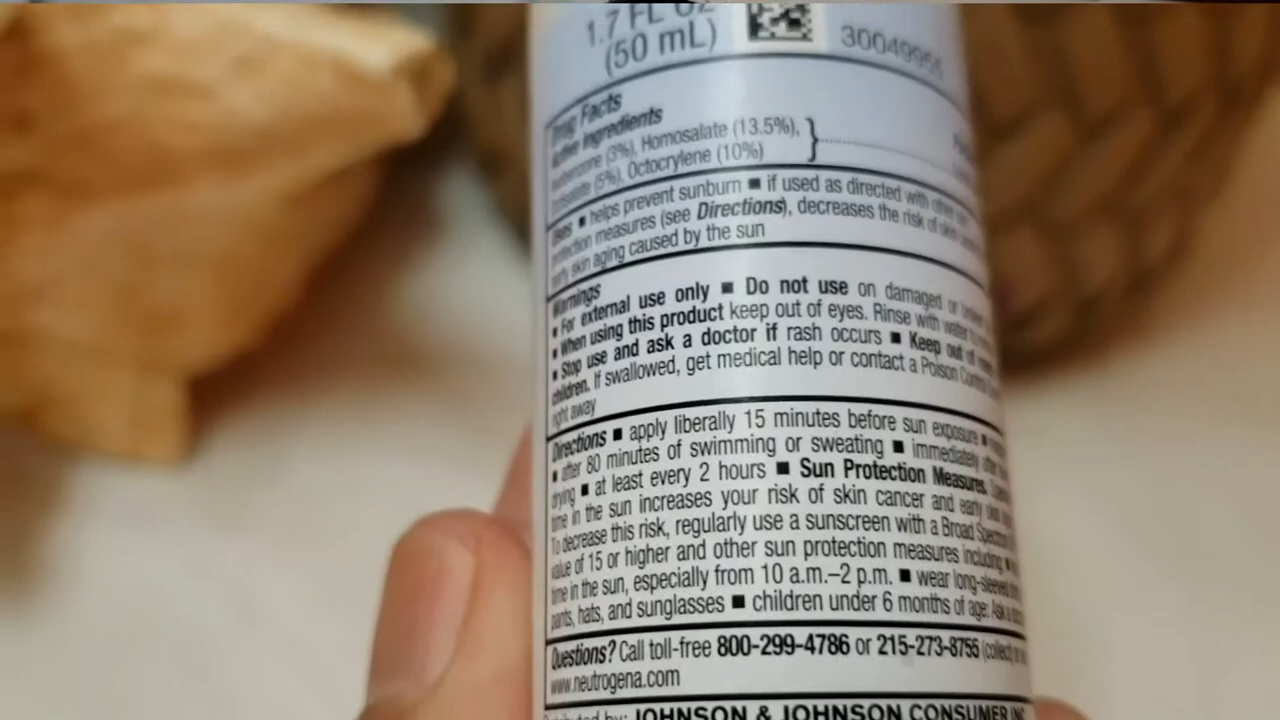 1.7 FL OZ
(50 mL)
30049955
Drug Facts
Active Ingredients
(3%), Homosalate (13.5%),
(5%), Octocrylene (10%)
Uses ■ helps prevent sunburn ■ if used as directed with other
protection measures (see Directions), decreases the risk of skin
early skin aging caused by the sun
Warnings
■ For external use only ■ Do not use on damaged or
■ When using this product keep out of eyes. Rinse with water
■ Stop use and ask a doctor if rash occurs ■ Keep out of
children. If swallowed, get medical help or contact a Poison Control
right away
Directions ■ apply liberally 15 minutes before sun exposure ■
■ after 80 minutes of swimming or sweating ■ immediately after
drying ■ at least every 2 hours ■ Sun Protection Measures.
time in the sun increases your risk of skin cancer and early skin
To decrease this risk, regularly use a sunscreen with a Broad Spectrum
value of 15 or higher and other sun protection measures including ■
time in the sun, especially from 10 a.m.–2 p.m. ■ wear long-sleeved
pants, hats, and sunglasses ■ children under 6 months of age: Ask a
Questions? Call toll-free 800-299-4786 or 215-273-8755 (collect)
www.neutrogena.com
Distributed by: JOHNSON & JOHNSON CONSUMER INC.